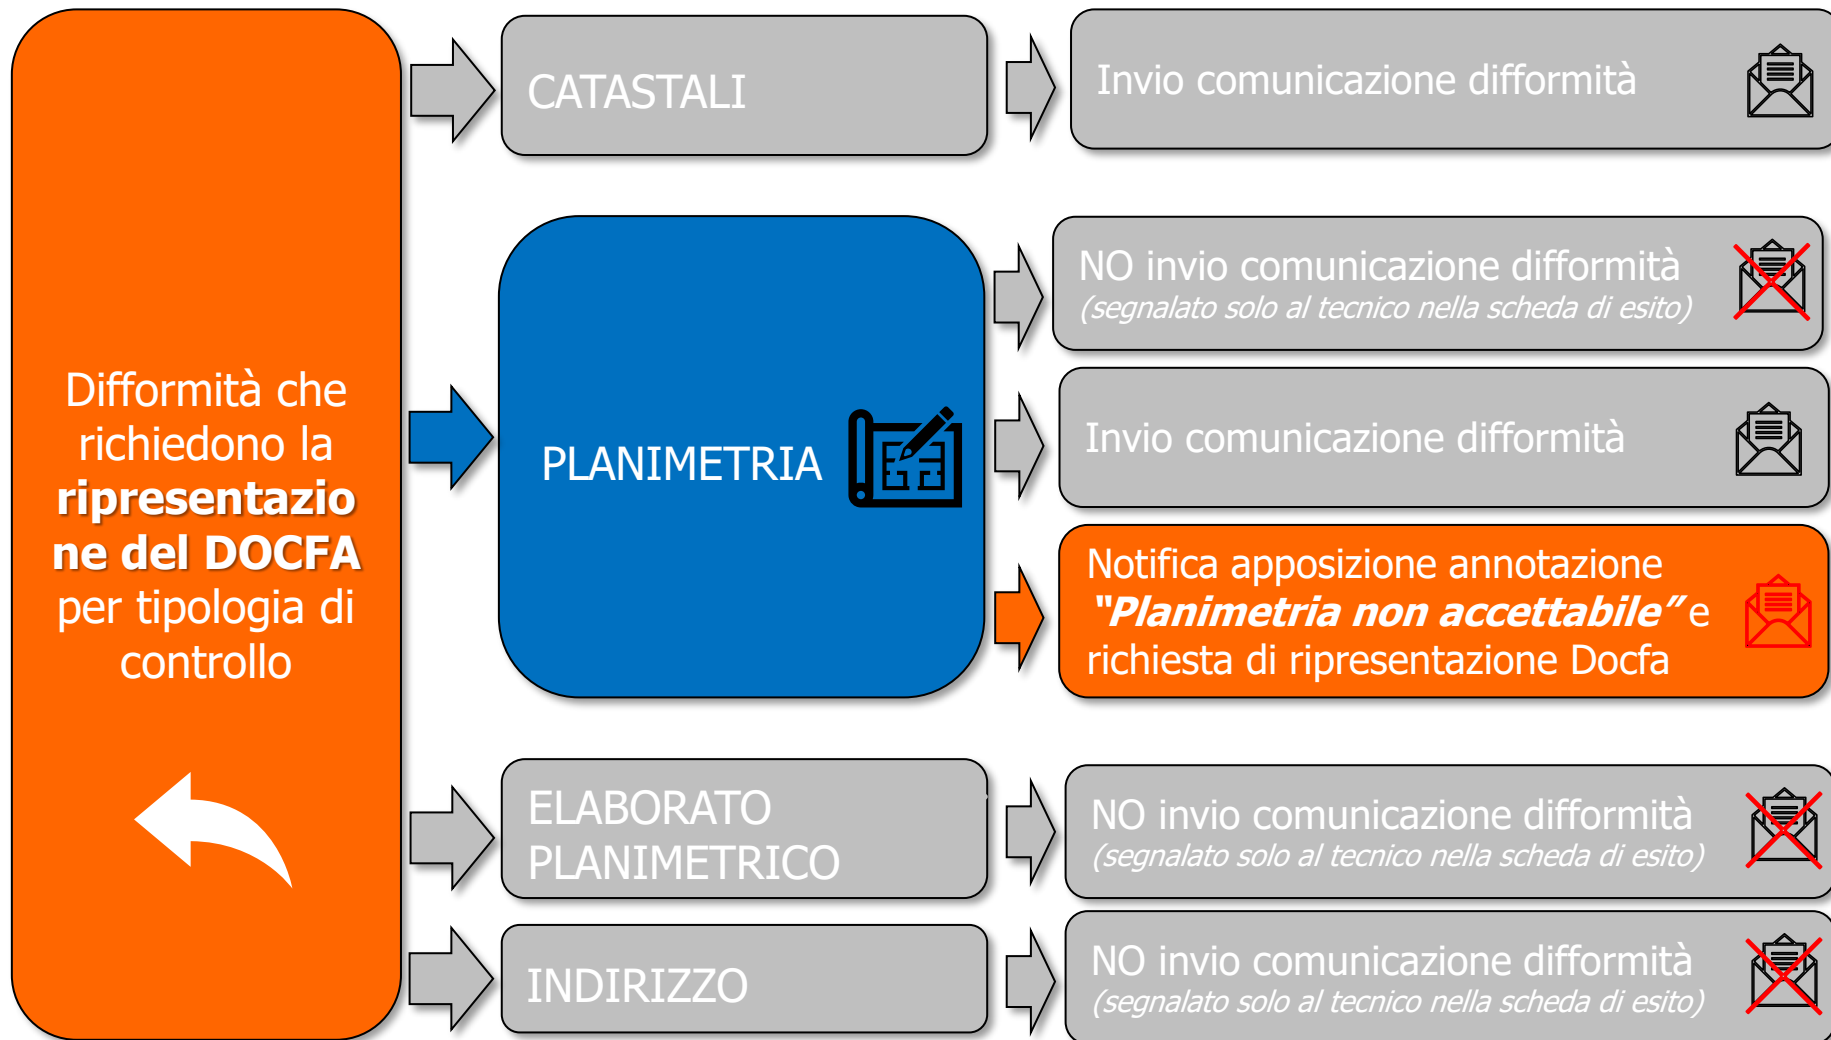 Difformità che
richiedono la
ripresentazio
ne del DOCFA
per tipologia di
controllo
CATASTALI
Invio comunicazione difformità
PLANIMETRIA
NO invio comunicazione difformità
(segnalato solo al tecnico nella scheda di esito)
Invio comunicazione difformità
Notifica apposizione annotazione
“Planimetria non accettabile” e
richiesta di ripresentazione Docfa
ELABORATO
PLANIMETRICO
NO invio comunicazione difformità
(segnalato solo al tecnico nella scheda di esito)
INDIRIZZO
NO invio comunicazione difformità
(segnalato solo al tecnico nella scheda di esito)